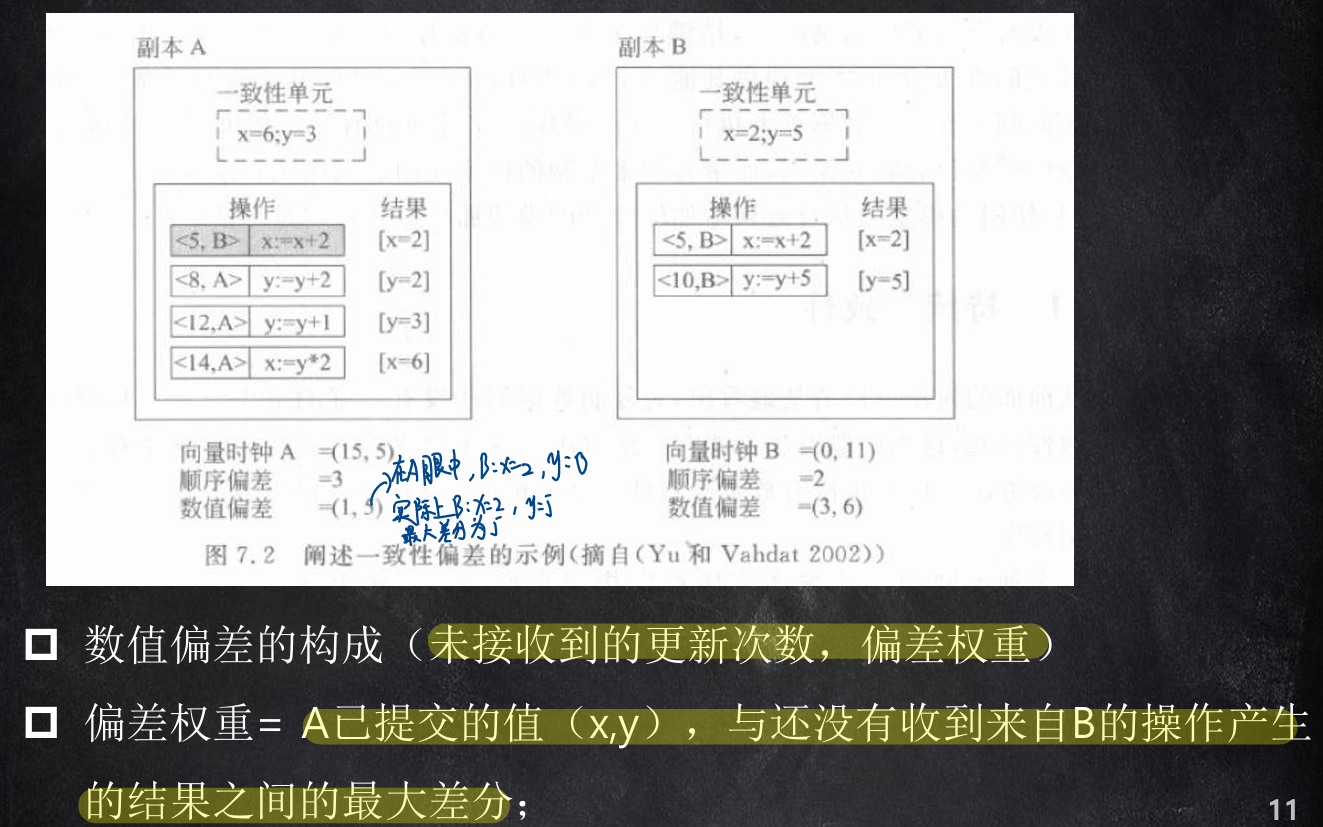 副本 A
副本 B
一致性单元
x=6;y=3
一致性单元
x=2;y=5
操作 结果
<5, B> x:=x+2 [x=2]
<8, A> y:=y+2 [y=2]
<12,A> y:=y+1 [y=3]
<14,A> x:=y*2 [x=6]
操作 结果
<5, B> x:=x+2 [x=2]
<10,B> y:=y+5 [y=5]
向量时钟 A =(15, 5)
顺序偏差 =3
数值偏差 =(1, 5)
在A眼中, B:x=2, y=0
实际上 B:x=2, y=5
最大差分为5
向量时钟 B =(0, 11)
顺序偏差 =2
数值偏差 =(3, 6)
图 7.2 阐述一致性偏差的示例(摘自(Yu 和 Vahdat 2002))
数值偏差的构成（未接收到的更新次数，偏差权重）
偏差权重= A已提交的值（x,y），与还没有收到来自B的操作产生
的结果之间的最大差分；
11